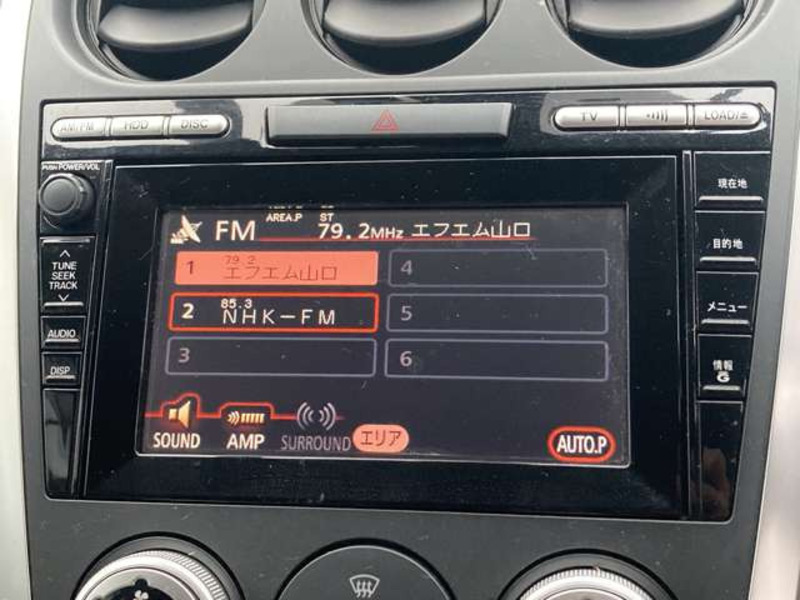 AM/FM HDD DISC TV LOAD/⏏
PUSH POWER/VOL
現在地
AREA.P ST
FM 79.2MHz エフエム山口
目的地
TUNE
SEEK
TRACK
1 79.2 エフエム山口
4
2 85.3 NHK-FM
5
メニュー
AUDIO
3
6
DISP
情報
G
SOUND AMP SURROUND エリア AUTO.P